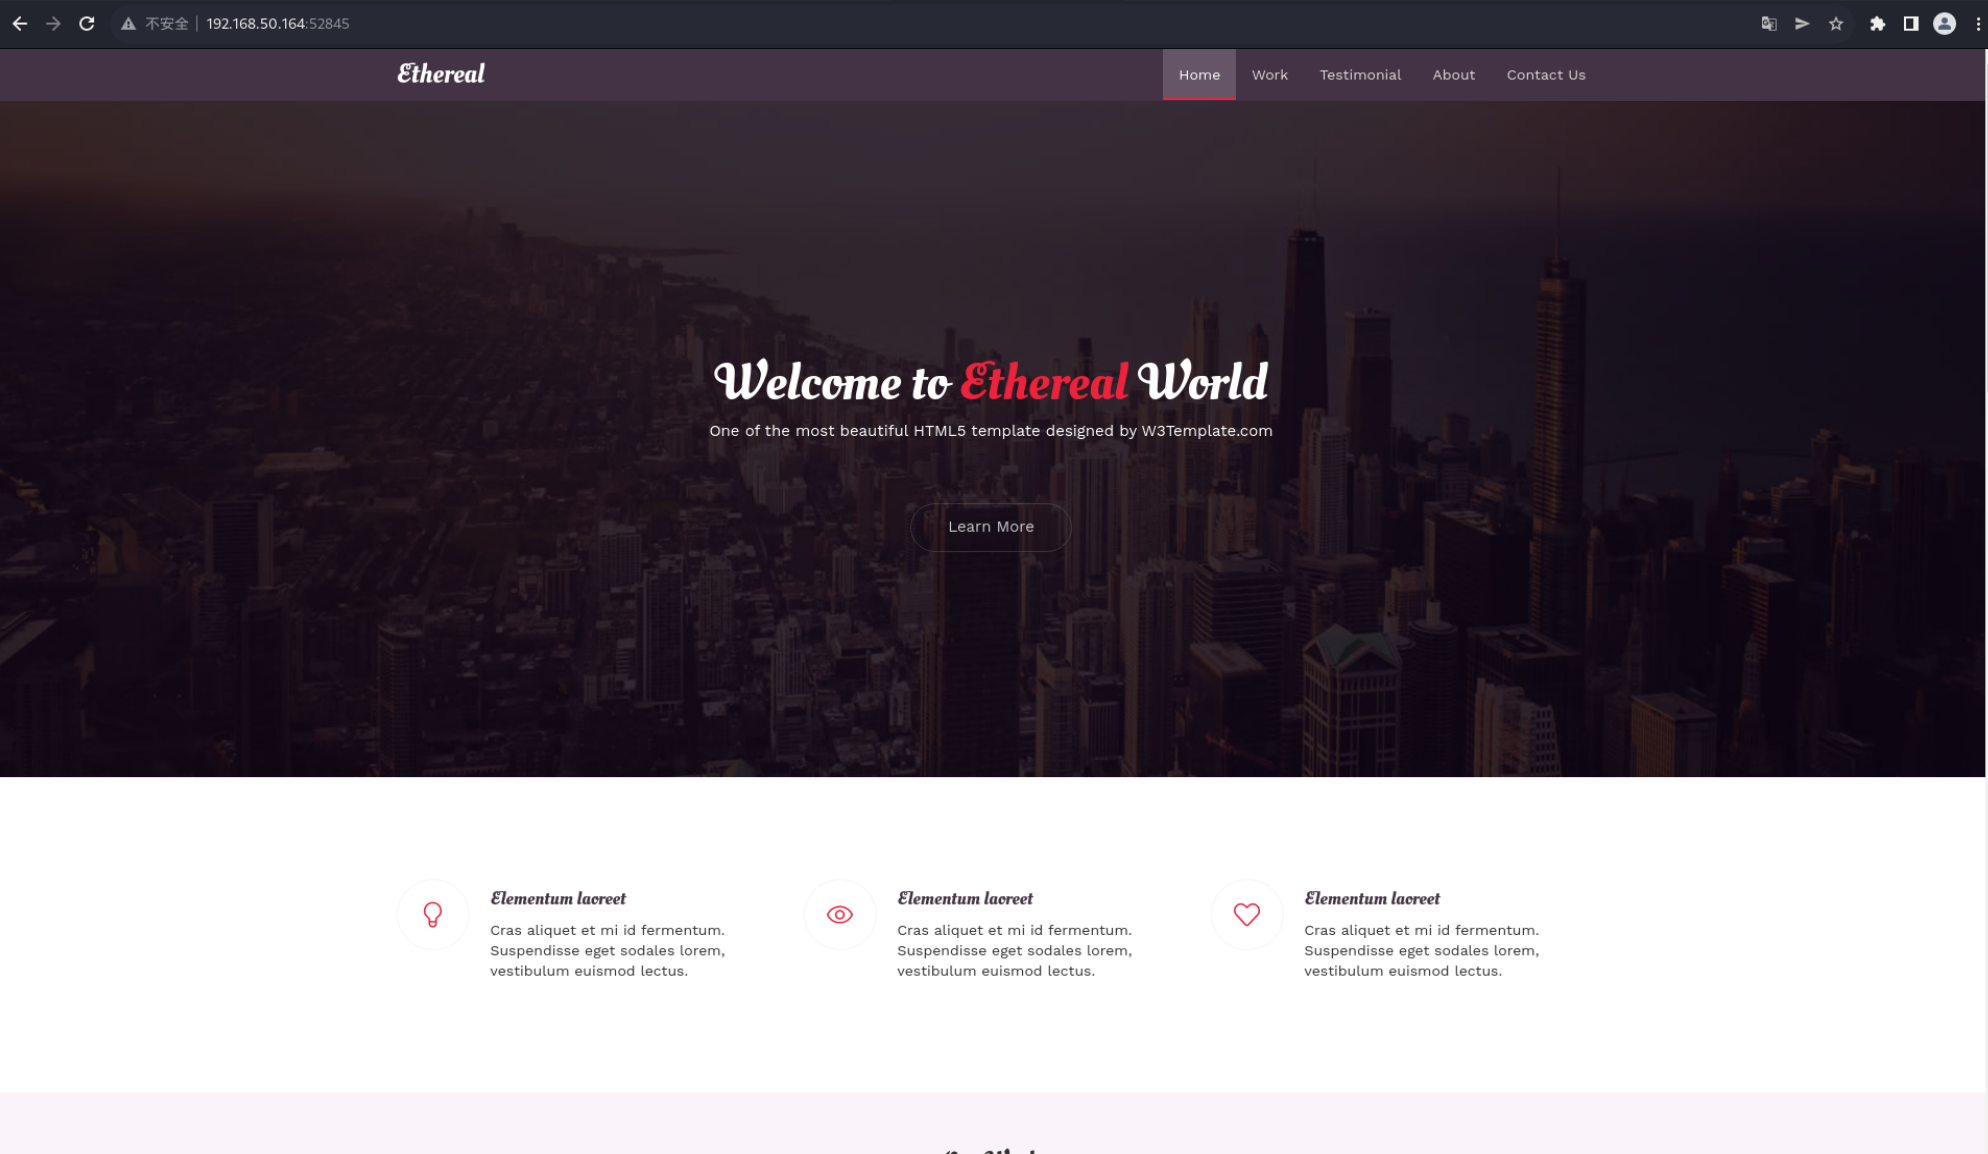 不安全 | 192.168.50.164:52845
Ethereal
Home Work Testimonial About Contact Us
Welcome to Ethereal World
One of the most beautiful HTML5 template designed by W3Template.com
Learn More
Elementum laoreet
Cras aliquet et mi id fermentum.
Suspendisse eget sodales lorem,
vestibulum euismod lectus.
Elementum laoreet
Cras aliquet et mi id fermentum.
Suspendisse eget sodales lorem,
vestibulum euismod lectus.
Elementum laoreet
Cras aliquet et mi id fermentum.
Suspendisse eget sodales lorem,
vestibulum euismod lectus.